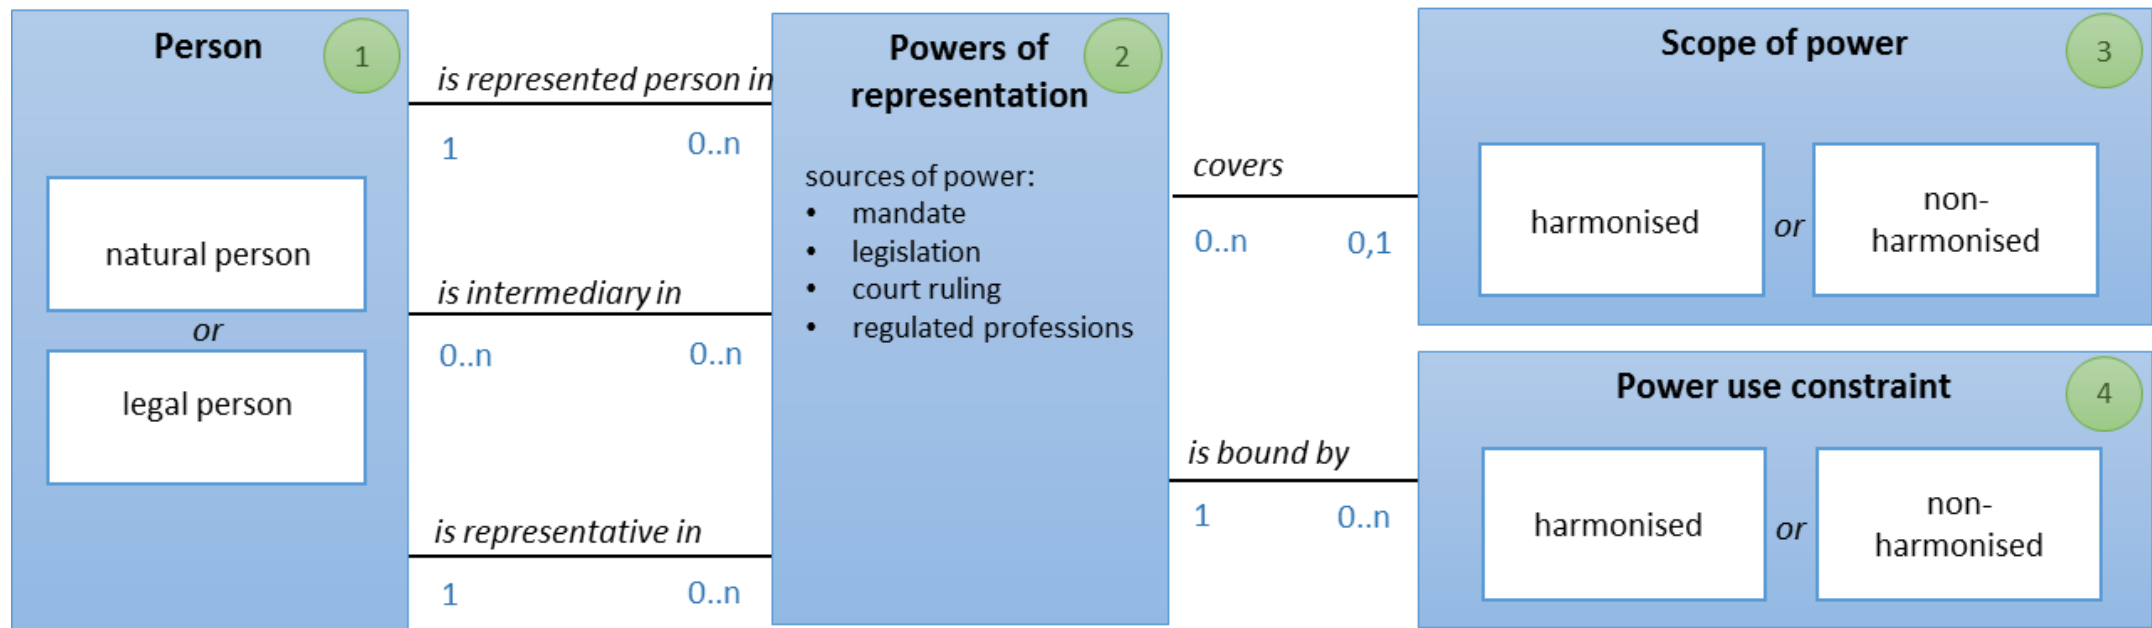 Person
1
natural person
or
legal person
is represented person in
1
0..n
is intermediary in
0..n
0..n
is representative in
1
0..n
Powers of
representation
2
sources of power:
• mandate
• legislation
• court ruling
• regulated professions
covers
0..n
0,1
is bound by
1
0..n
Scope of power
3
harmonised
or
non-
harmonised
Power use constraint
4
harmonised
or
non-
harmonised